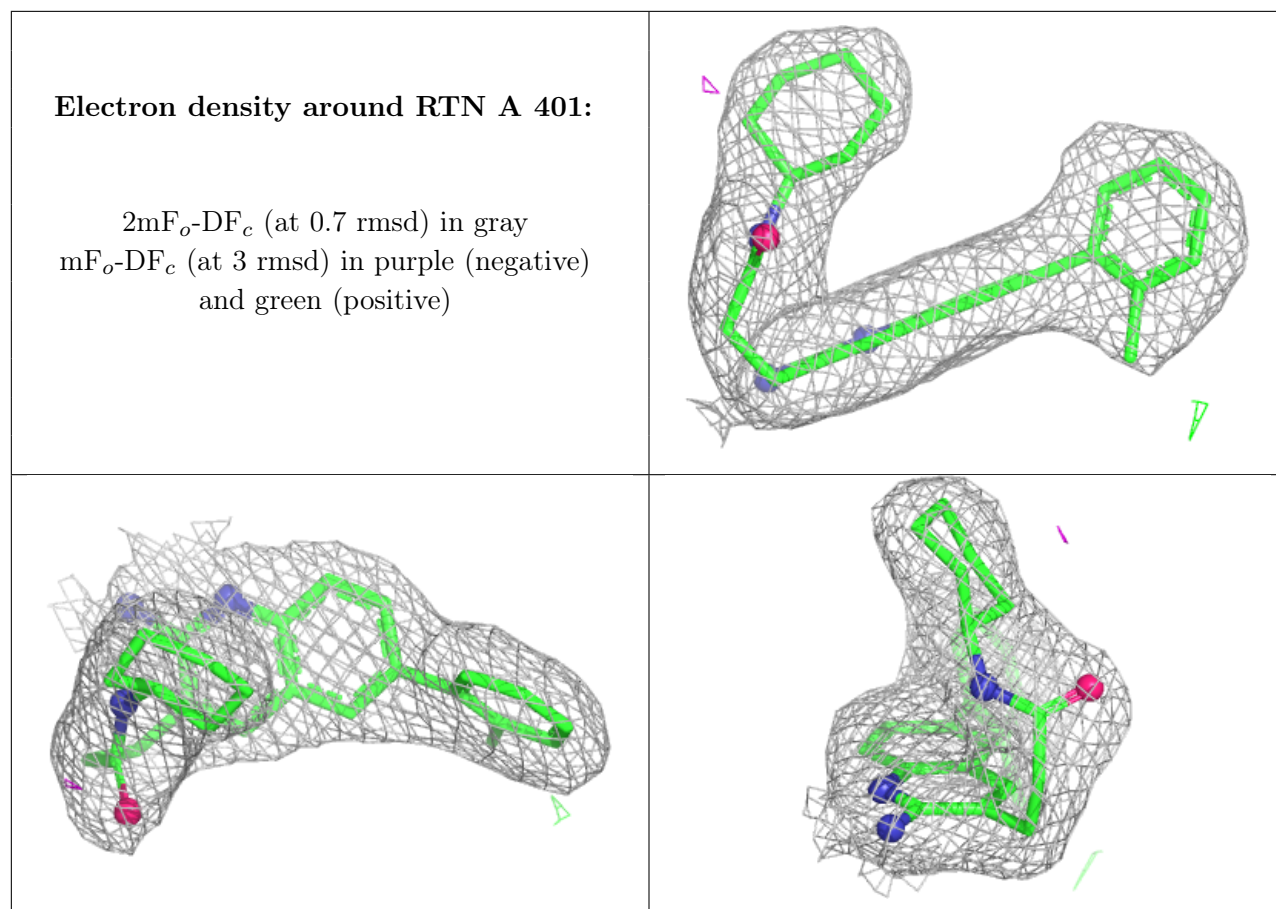 Electron density around RTN A 401:
2mFₒ-DF𝑐 (at 0.7 rmsd) in gray
mFₒ-DF𝑐 (at 3 rmsd) in purple (negative)
and green (positive)